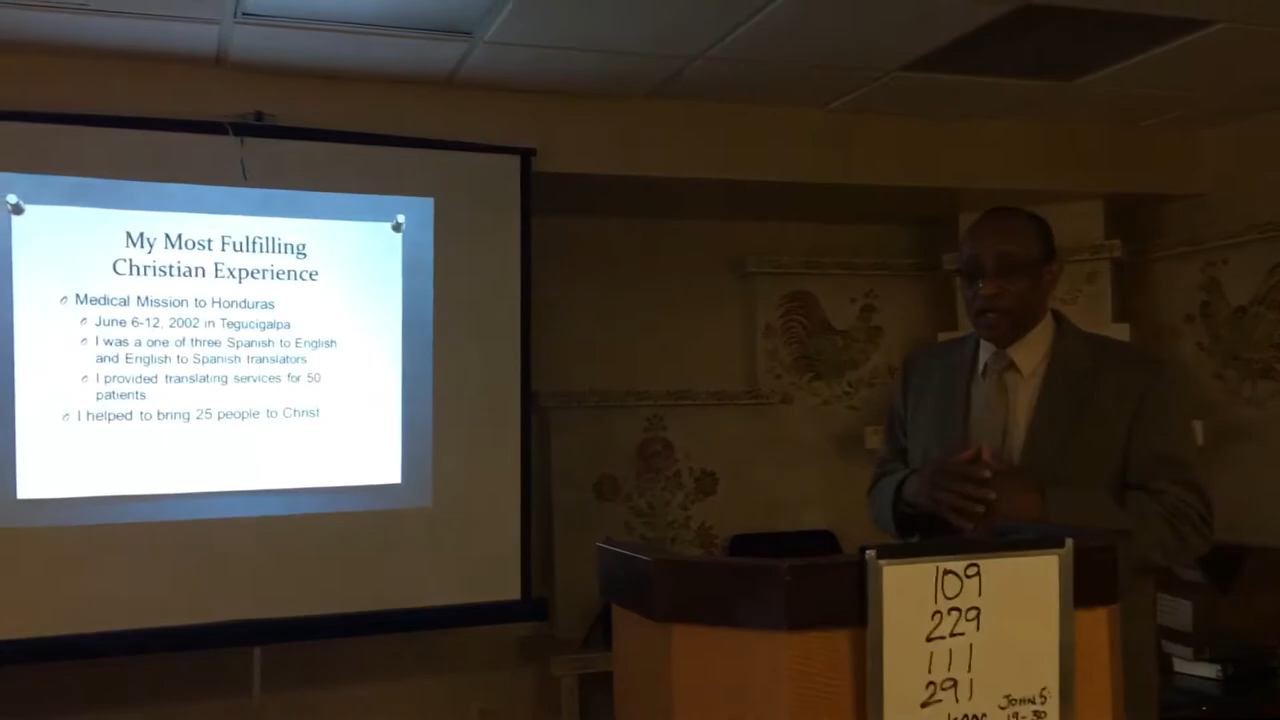 My Most Fulfilling
Christian Experience
Medical Mission to Honduras
June 6-12, 2002 in Tegucigalpa
I was a one of three Spanish to English
and English to Spanish translators
I provided translating services for 50
patients
I helped to bring 25 people to Christ
109
229
111
291
JOHN 5:
19-30